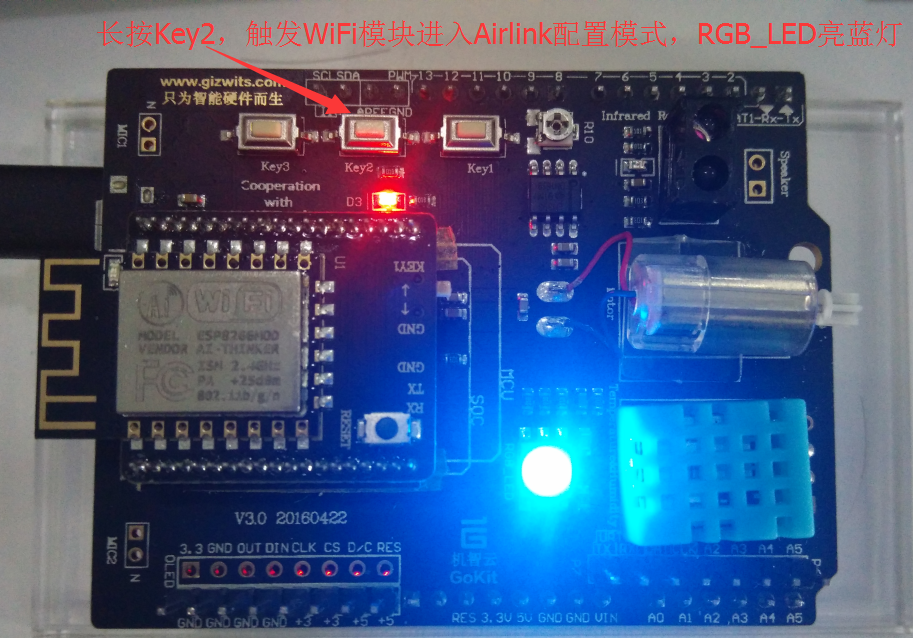 长按Key2，触发WiFi模块进入Airlink配置模式，RGB_LED亮蓝灯
www.gizwits.com
只为智能硬件而生
SCL SDA
PWM 13 12 11 10 9 8
7 6 5 4 3 2
GND
Rx-Tx
N
MIC1
Key3
Key2
Key1
R10
Infrared
Speaker
Cooperation
with
D3
U1
KEY1
GND
GND
TX
RX
RESET
WiFi
MODEL ESP8266MOD
VENDOR AI-THINKER
ISM 2.4GHz
PA +25dBm
802.11b/g/n
FC
MCU
SOC
V3.0 20160422
机智云
GoKit
MIC2
N
OLED
3.3 GND OUT DIN CLK CS D/C RES
GND GND GND GND +3 +3 +5 +5
RES 3.3V 5V GND GND VIN
A0 A1 A2 A3 A4 A5
A2 A3 A4 A5